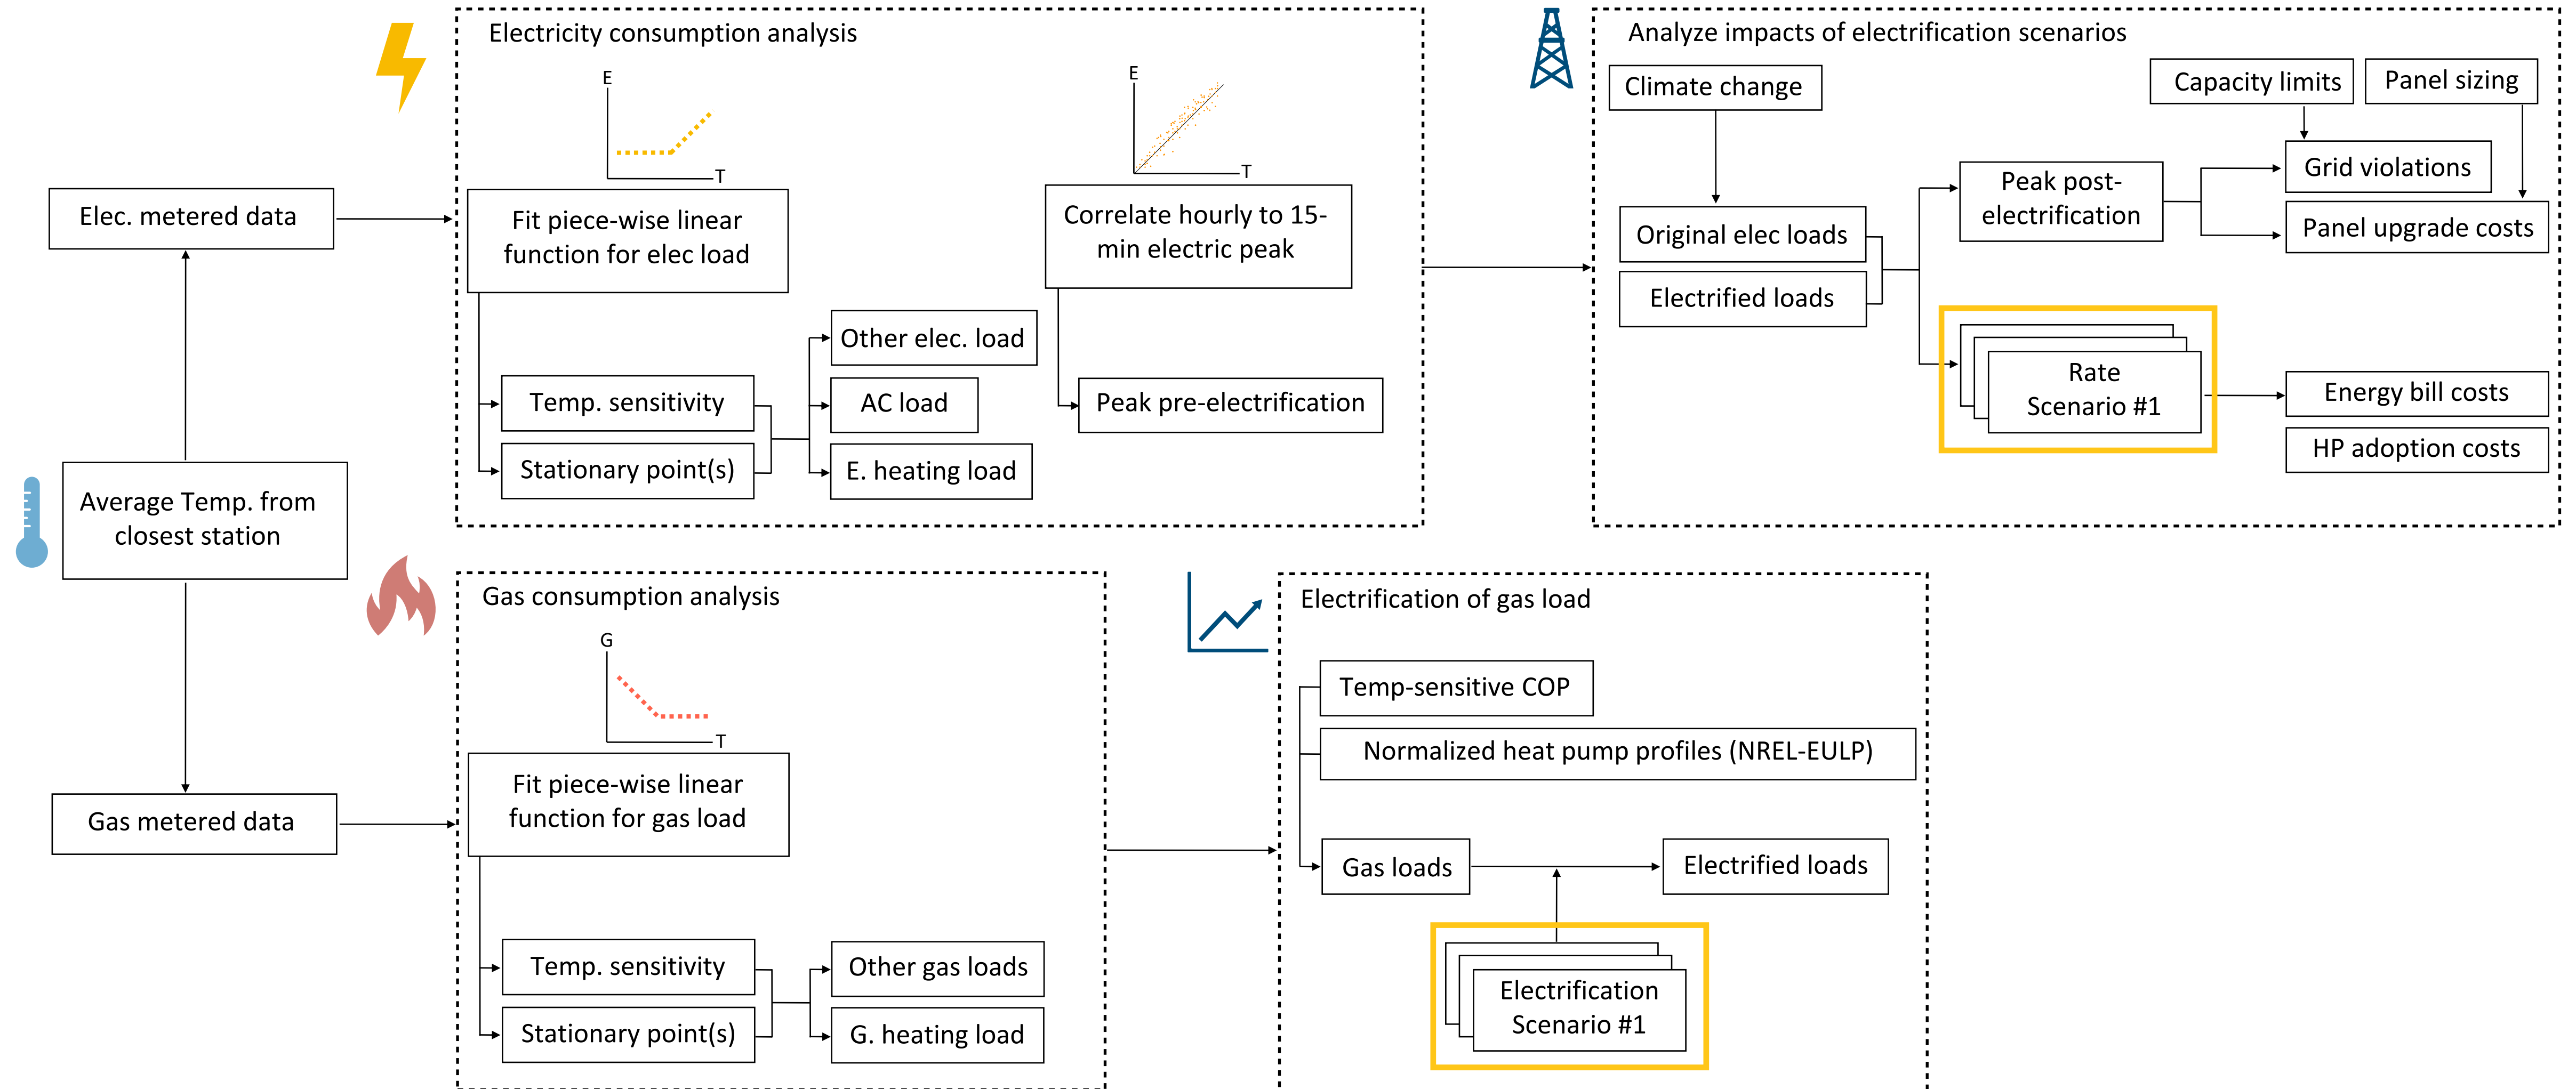 Electricity consumption analysis
E
T
E
T
Elec. metered data
Fit piece-wise linear
function for elec load
Correlate hourly to 15-
min electric peak
Other elec. load
Temp. sensitivity
AC load
Peak pre-electrification
Stationary point(s)
E. heating load
Average Temp. from
closest station
Analyze impacts of electrification scenarios
Climate change
Capacity limits
Panel sizing
Peak post-
electrification
Grid violations
Original elec loads
Panel upgrade costs
Electrified loads
Rate
Scenario #1
Energy bill costs
HP adoption costs
Gas consumption analysis
G
T
Gas metered data
Fit piece-wise linear
function for gas load
Temp. sensitivity
Other gas loads
Stationary point(s)
G. heating load
Electrification of gas load
Temp-sensitive COP
Normalized heat pump profiles (NREL-EULP)
Gas loads
Electrified loads
Electrification
Scenario #1